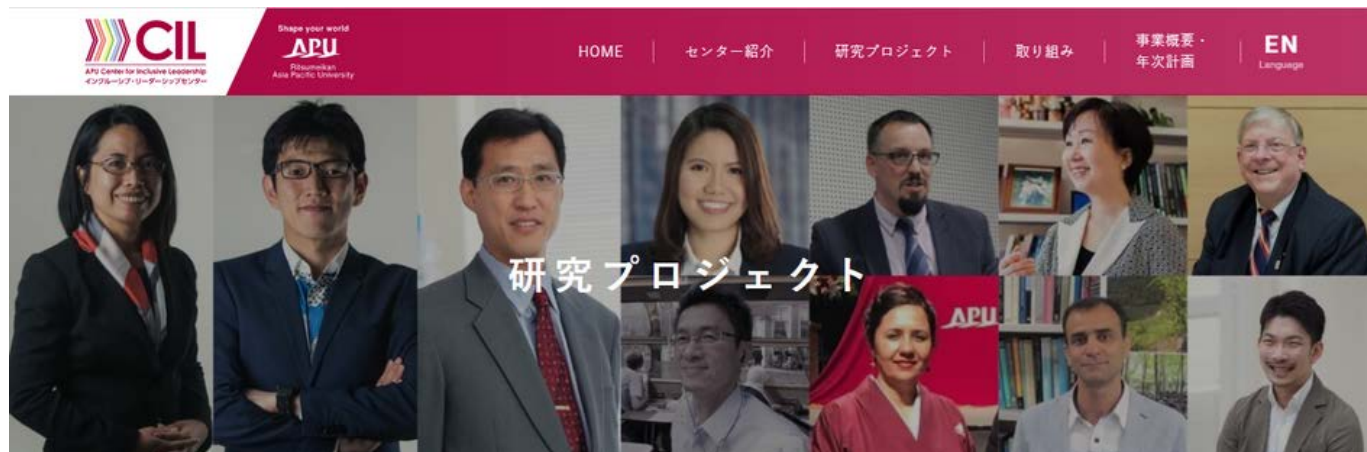 CIL
APU Center for Inclusive Leadership
インクルーシブ・リーダーシップセンター
Shape your world
APU
Ritsumeikan
Asia Pacific University
HOME
センター紹介
研究プロジェクト
取り組み
事業概要・
年次計画
EN
Language
研究プロジェクト
APU